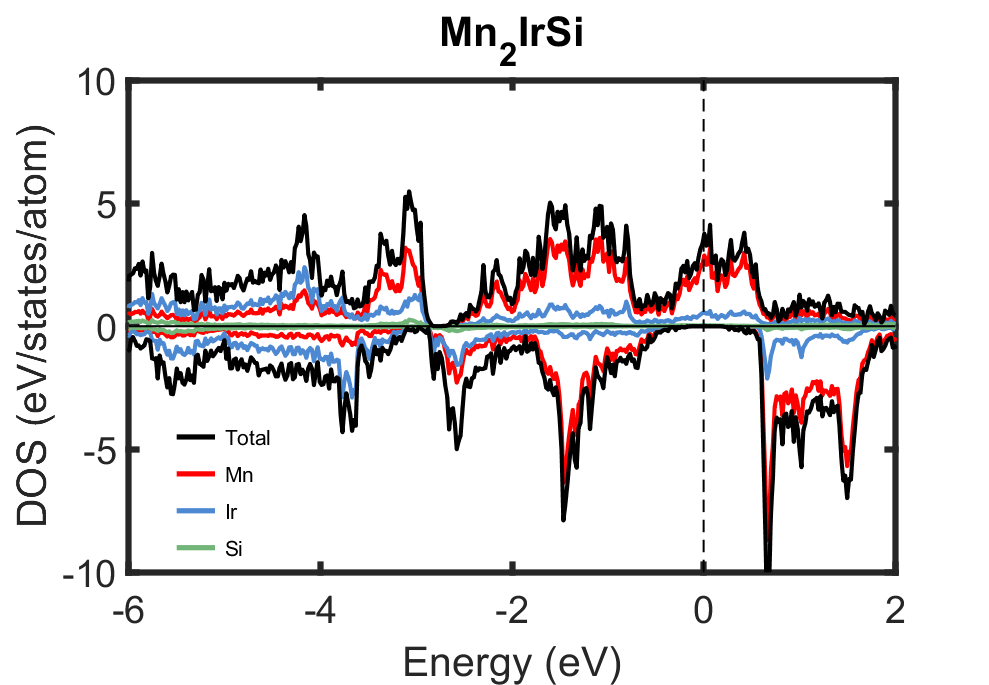 Mn₂IrSi
10
5
0
-5
-10
DOS (eV/states/atom)
Total
Mn
Ir
Si
-6 -4 -2 0 2
Energy (eV)